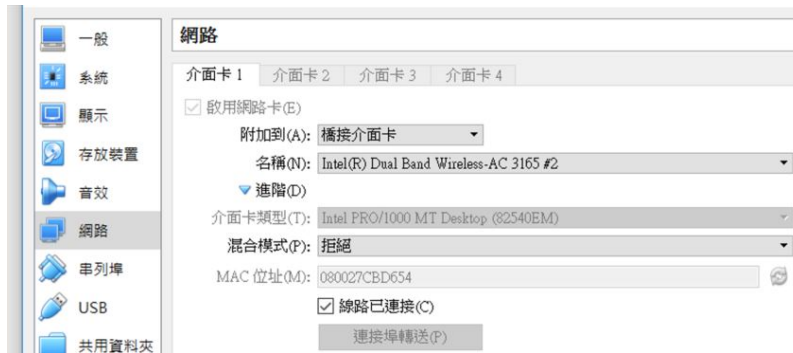 一般
系統
顯示
存放裝置
音效
網路
串列埠
USB
共用資料夾
網路
介面卡 1 介面卡 2 介面卡 3 介面卡 4
啟用網路卡(E)
附加到(A): 橋接介面卡
名稱(N): Intel(R) Dual Band Wireless-AC 3165 #2
進階(D)
介面卡類型(T): Intel PRO/1000 MT Desktop (82540EM)
混合模式(P): 拒絕
MAC 位址(M): 080027CBD654
線路已連接(C)
連接埠轉送(P)